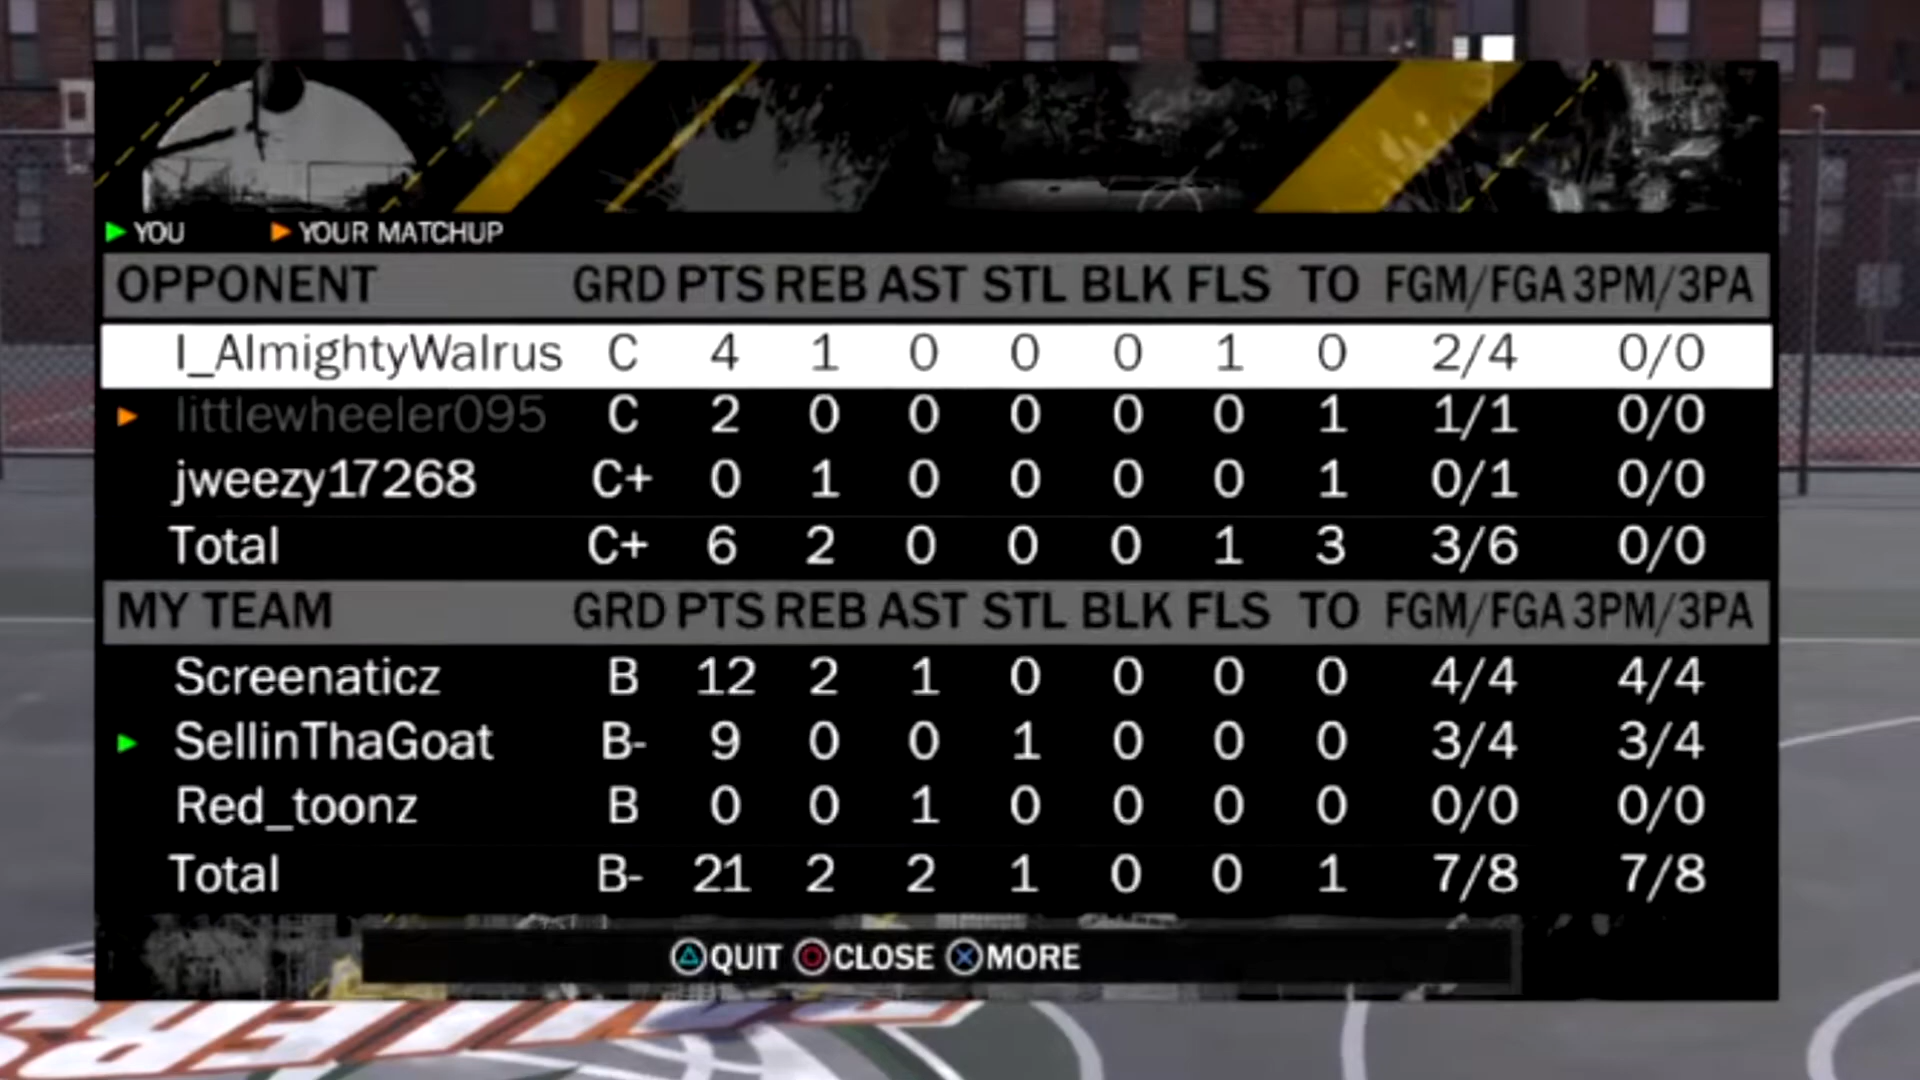 YOU YOUR MATCHUP
OPPONENT GRD PTS REB AST STL BLK FLS TO FGM/FGA 3PM/3PA
I_AlmightyWalrus C 4 1 0 0 0 1 0 2/4 0/0
littlewheeler095 C 2 0 0 0 0 0 1 1/1 0/0
jweezy17268 C+ 0 1 0 0 0 0 1 0/1 0/0
Total C+ 6 2 0 0 0 1 3 3/6 0/0
MY TEAM GRD PTS REB AST STL BLK FLS TO FGM/FGA 3PM/3PA
Screenaticz B 12 2 1 0 0 0 0 4/4 4/4
SellinThaGoat B- 9 0 0 1 0 0 0 3/4 3/4
Red_toonz B 0 0 1 0 0 0 0 0/0 0/0
Total B- 21 2 2 1 0 0 1 7/8 7/8
QUIT CLOSE MORE